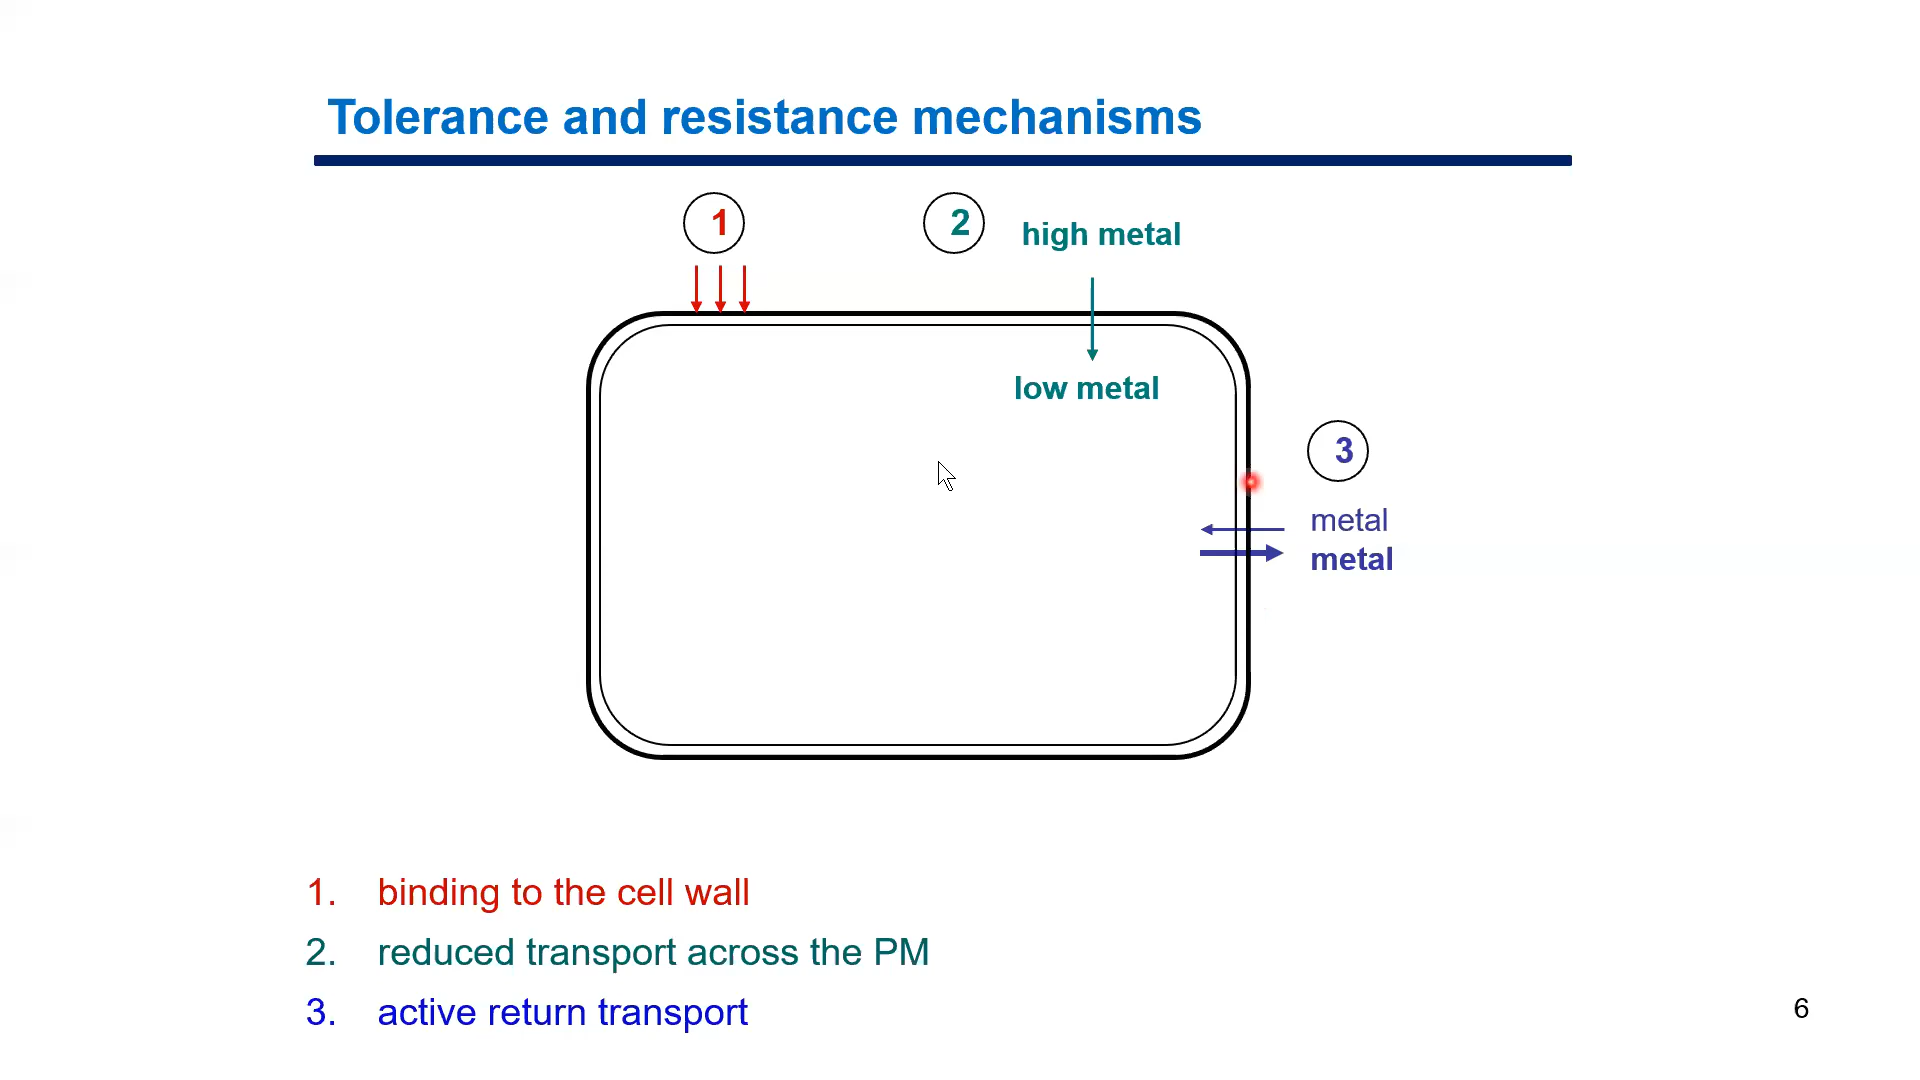 Tolerance and resistance mechanisms
1
2
high metal
low metal
3
metal
metal
1. binding to the cell wall
2. reduced transport across the PM
3. active return transport
6